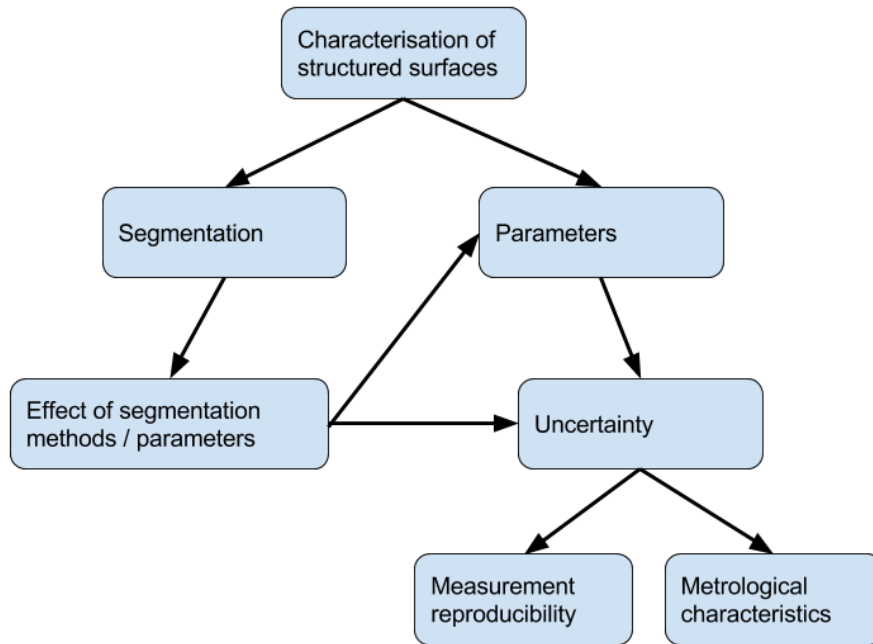 Characterisation of
structured surfaces
Segmentation
Parameters
Effect of segmentation
methods / parameters
Uncertainty
Measurement
reproducibility
Metrological
characteristics